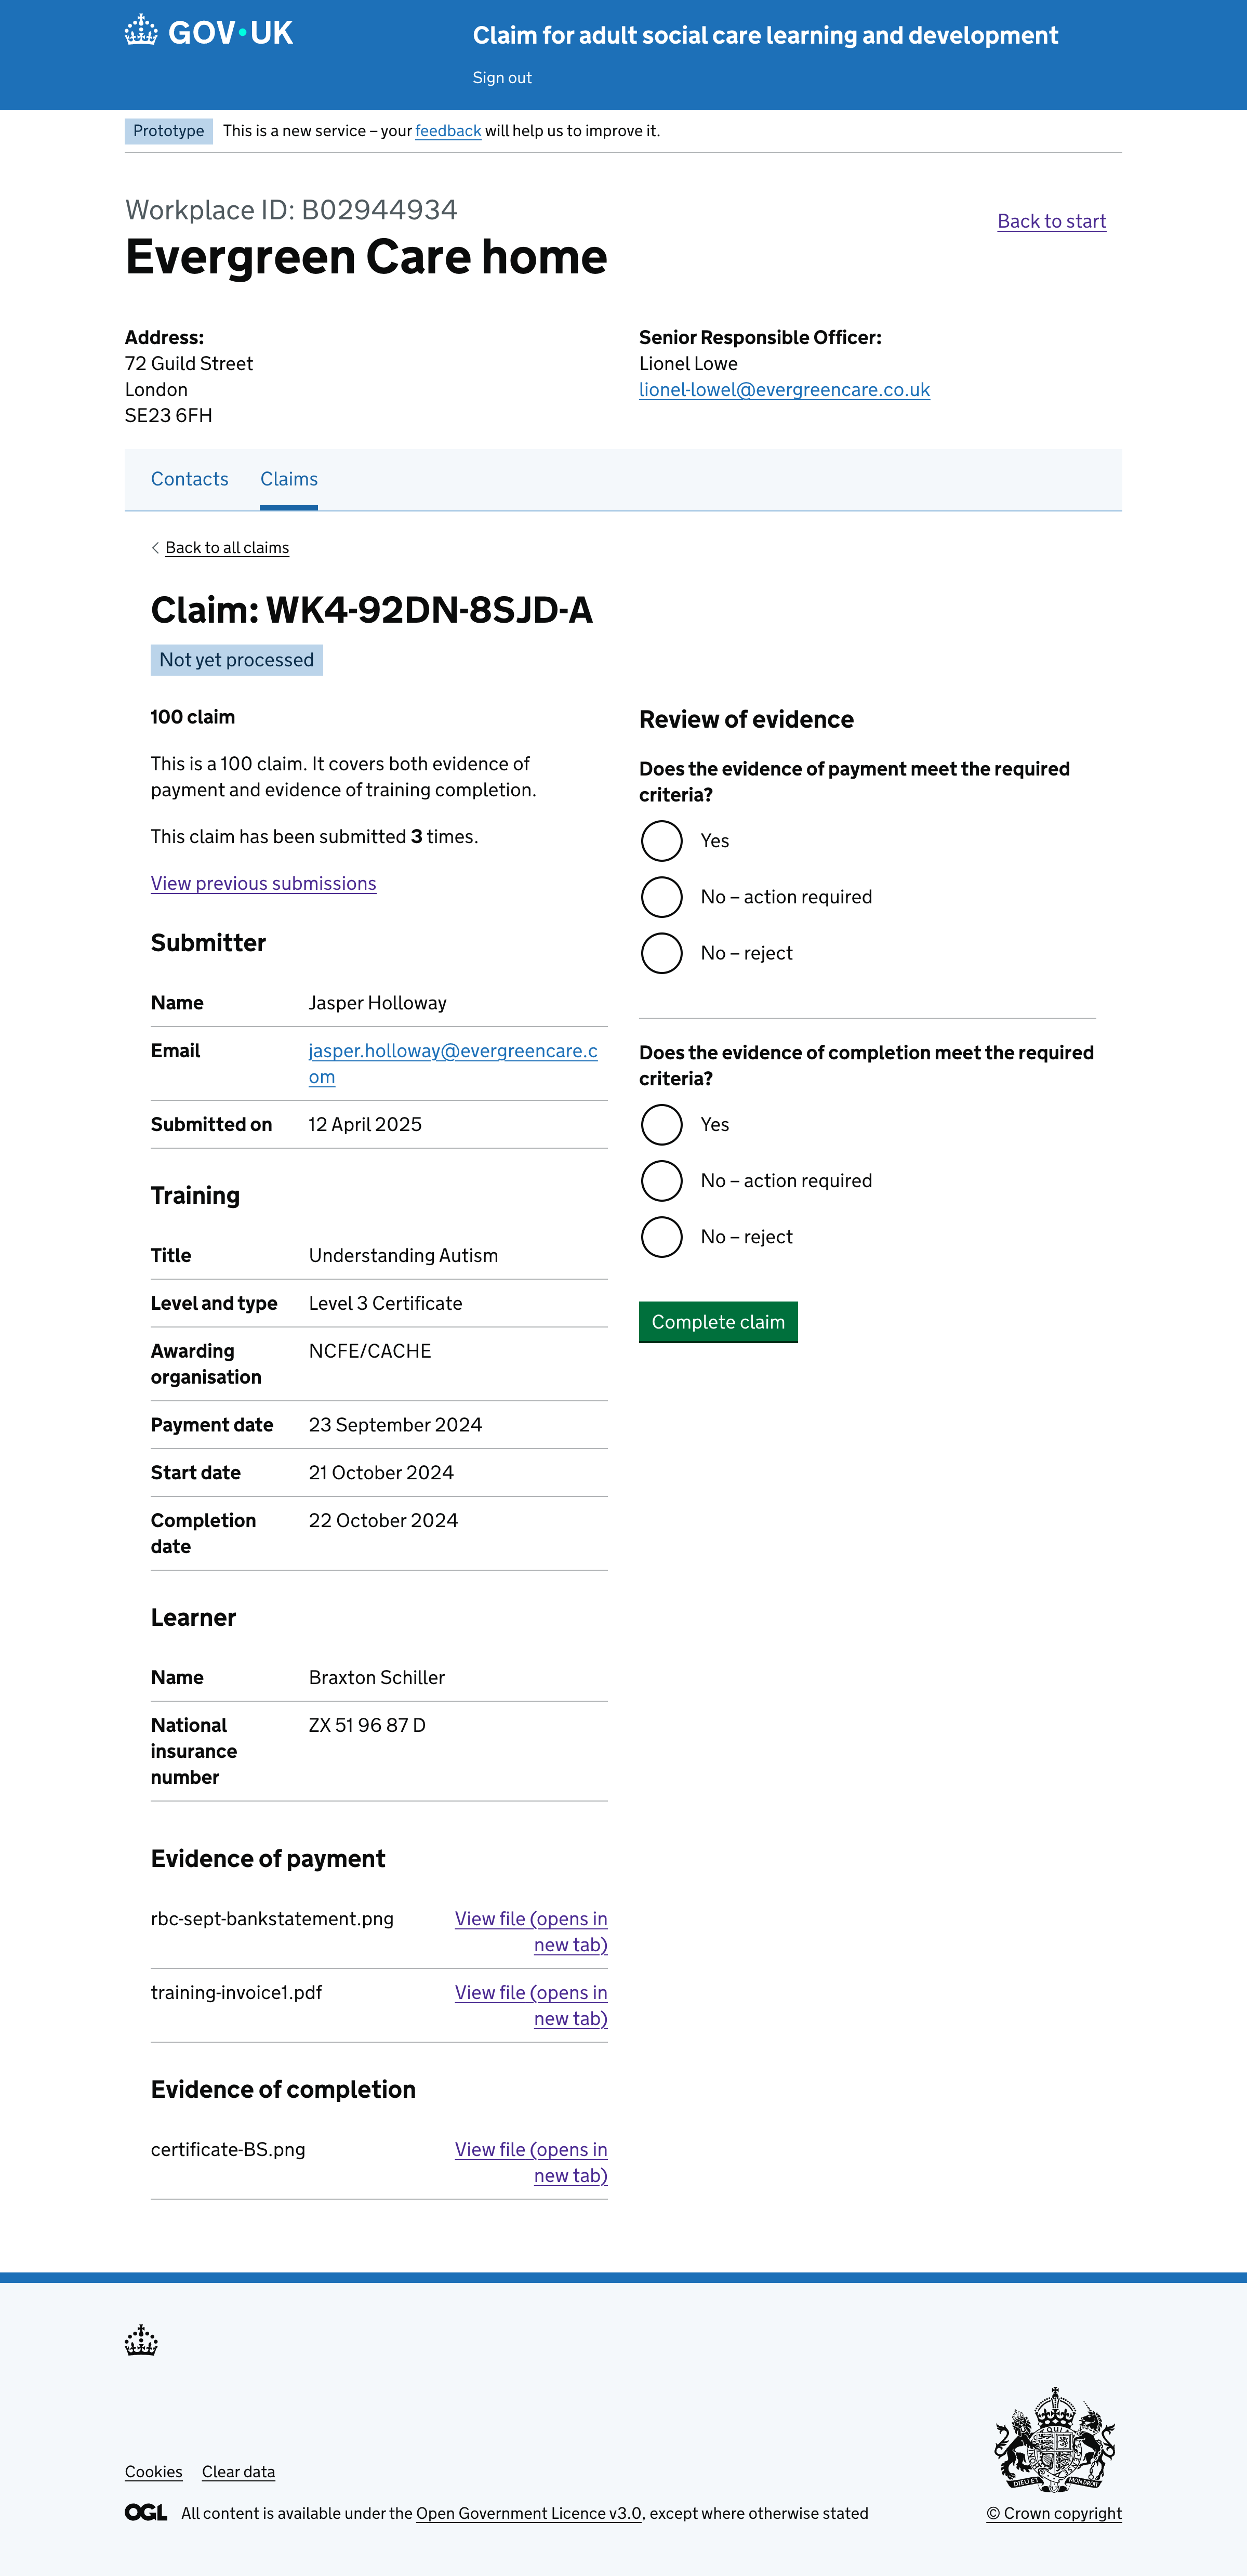 GOV·UK
Claim for adult social care learning and development
Sign out
Prototype
This is a new service – your feedback will help us to improve it.
Workplace ID: B02944934
Back to start
Evergreen Care home
Address:
72 Guild Street
London
SE23 6FH
Senior Responsible Officer:
Lionel Lowe
lionel-lowel@evergreencare.co.uk
Contacts
Claims
Back to all claims
Claim: WK4-92DN-8SJD-A
Not yet processed
100 claim
This is a 100 claim. It covers both evidence of
payment and evidence of training completion.
This claim has been submitted 3 times.
View previous submissions
Submitter
Name
Jasper Holloway
Email
jasper.holloway@evergreencare.c
om
Submitted on
12 April 2025
Training
Title
Understanding Autism
Level and type
Level 3 Certificate
Awarding
organisation
NCFE/CACHE
Payment date
23 September 2024
Start date
21 October 2024
Completion
date
22 October 2024
Learner
Name
Braxton Schiller
National
insurance
number
ZX 51 96 87 D
Evidence of payment
rbc-sept-bankstatement.png
View file (opens in
new tab)
training-invoice1.pdf
View file (opens in
new tab)
Evidence of completion
certificate-BS.png
View file (opens in
new tab)
Review of evidence
Does the evidence of payment meet the required
criteria?
Yes
No – action required
No – reject
Does the evidence of completion meet the required
criteria?
Yes
No – action required
No – reject
Complete claim
Cookies
Clear data
OGL
All content is available under the Open Government Licence v3.0, except where otherwise stated
DIEU ET MON DROIT
© Crown copyright